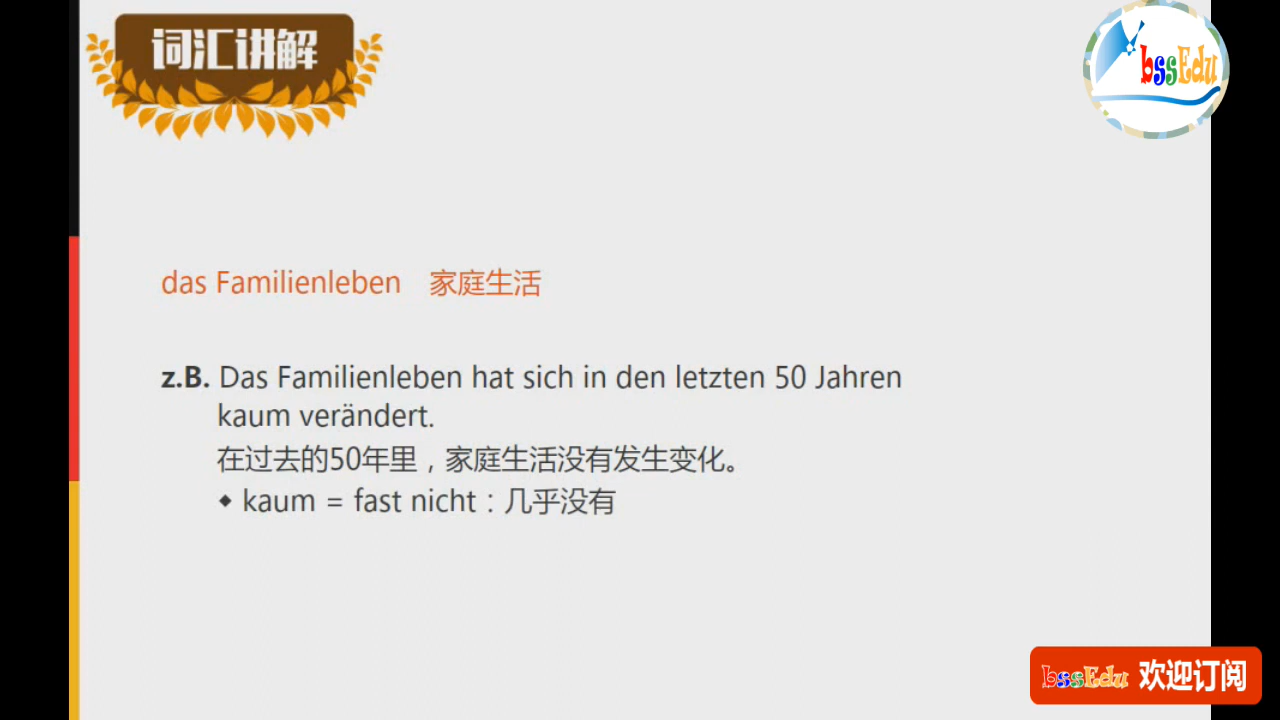 词汇讲解
bssEdu
das Familienleben 家庭生活
z.B. Das Familienleben hat sich in den letzten 50 Jahren
kaum verändert.
在过去的50年里，家庭生活没有发生变化。
◆ kaum = fast nicht：几乎没有
bssEdu 欢迎订阅